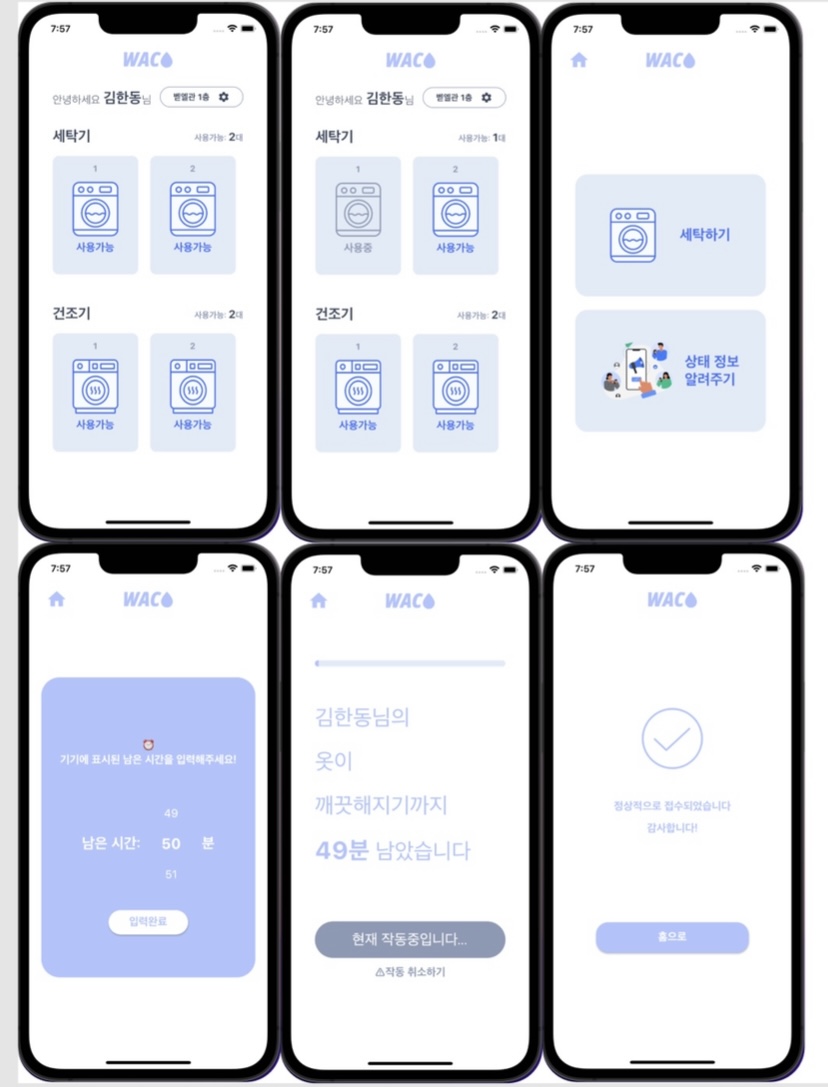 7:57
WAC
안녕하세요 김한동님
벧엘관 1층
세탁기
사용가능: 2대
1
2
사용가능
사용가능
건조기
사용가능: 2대
1
2
사용가능
사용가능
7:57
WAC
안녕하세요 김한동님
벧엘관 1층
세탁기
사용가능: 1대
1
2
사용중
사용가능
건조기
사용가능: 2대
1
2
사용가능
사용가능
7:57
WAC
세탁하기
상태 정보
알려주기
7:57
WAC
기기에 표시된 남은 시간을 입력해주세요!
49
남은 시간: 50 분
51
입력완료
7:57
WAC
김한동님의
옷이
깨끗해지기까지
49분 남았습니다
현재 작동중입니다...
⚠작동 취소하기
7:57
WAC
정상적으로 접수되었습니다
감사합니다!
홈으로